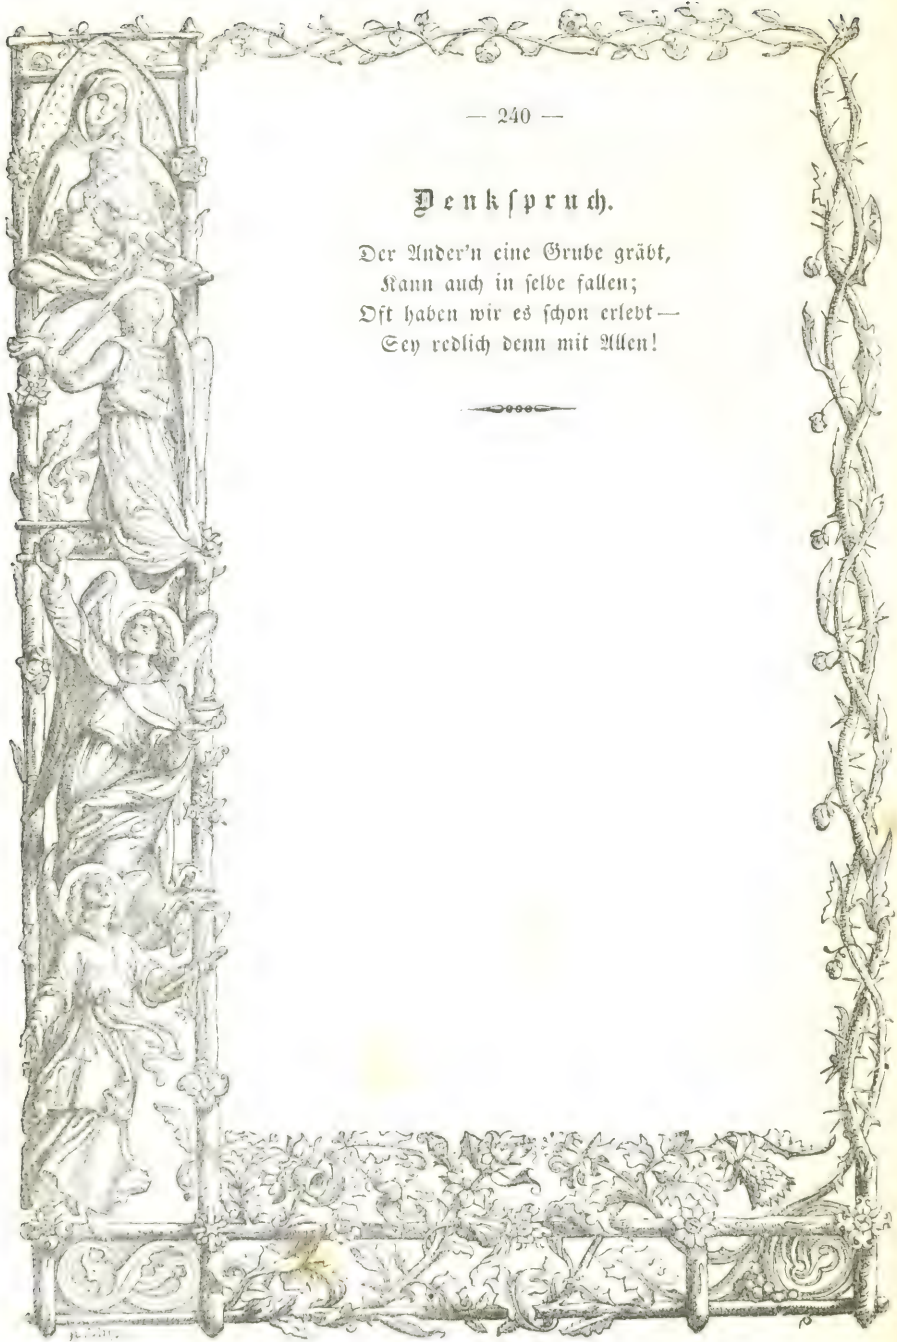 — 240 —
Denkſpruch.
Der Ander'n eine Grube gräbt,
Kann auch in ſelbe fallen;
Oft haben wir es ſchon erlebt —
Sey redlich denn mit Allen!